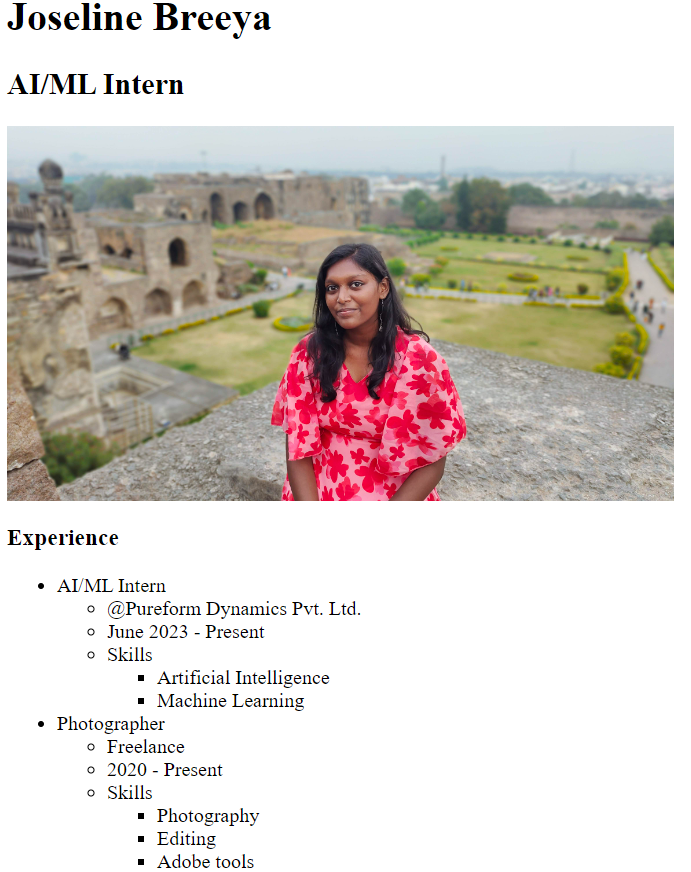 Joseline Breeya
AI/ML Intern
Experience
AI/ML Intern
@Pureform Dynamics Pvt. Ltd.
June 2023 - Present
Skills
Artificial Intelligence
Machine Learning
Photographer
Freelance
2020 - Present
Skills
Photography
Editing
Adobe tools